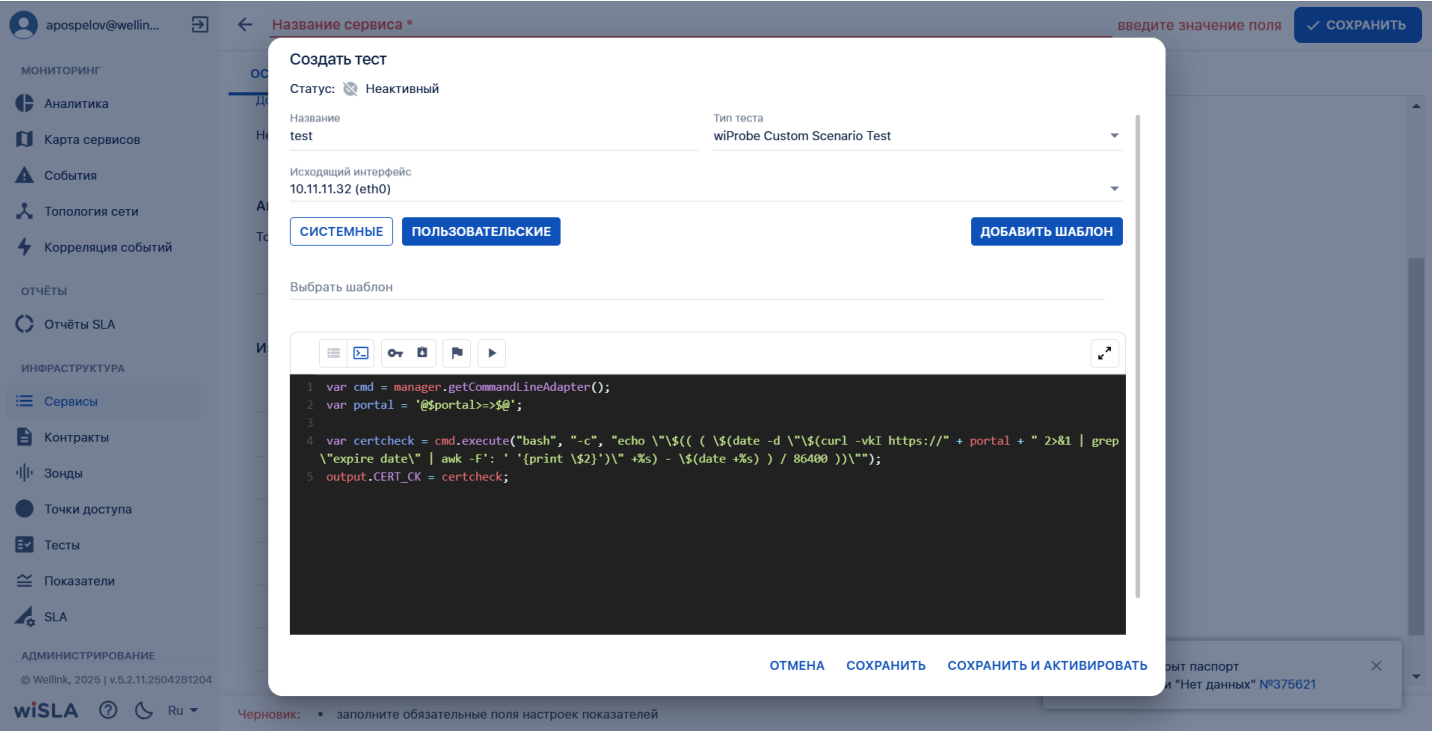 apospelov@wellin...
Название сервиса *
введите значение поля
СОХРАНИТЬ
МОНИТОРИНГ
Аналитика
Карта сервисов
События
Топология сети
Корреляция событий
ОТЧЁТЫ
Отчёты SLA
ИНФРАСТРУКТУРА
Сервисы
Контракты
Зонды
Точки доступа
Тесты
Показатели
SLA
АДМИНИСТРИРОВАНИЕ
© Wellink, 2025 | v.5.2.11.2504281204
wiSLA
Ru
Создать тест
Статус: Неактивный
Название
test
Тип теста
wiProbe Custom Scenario Test
Исходящий интерфейс
10.11.11.32 (eth0)
СИСТЕМНЫЕ
ПОЛЬЗОВАТЕЛЬСКИЕ
ДОБАВИТЬ ШАБЛОН
Выбрать шаблон
1 var cmd = manager.getCommandLineAdapter();
2 var portal = '@$portal>=>$@';
3
4 var certcheck = cmd.execute("bash", "-c", "echo \"\$(( ( \$(date -d \"\$(curl -vkI https://" + portal + " 2>&1 | grep
\"expire date\" | awk -F': ' '{print \$2}')\" +%s) - \$(date +%s) ) / 86400 ))\"");
5 output.CERT_CK = certcheck;
ОТМЕНА
СОХРАНИТЬ
СОХРАНИТЬ И АКТИВИРОВАТЬ
рыт паспорт
и "Нет данных" №375621
Черновик: • заполните обязательные поля настроек показателей